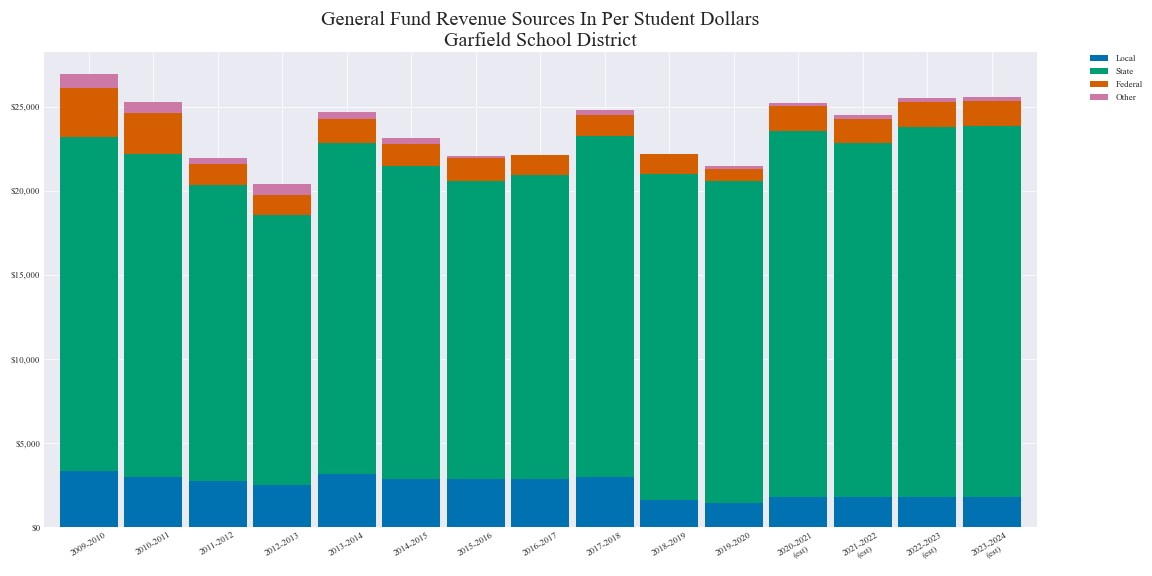 General Fund Revenue Sources In Per Student Dollars
Garfield School District
Local
State
Federal
Other
$25,000
$20,000
$15,000
$10,000
$5,000
$0
2009-2010
2010-2011
2011-2012
2012-2013
2013-2014
2014-2015
2015-2016
2016-2017
2017-2018
2018-2019
2019-2020
2020-2021
(est)
2021-2022
(est)
2022-2023
(est)
2023-2024
(est)